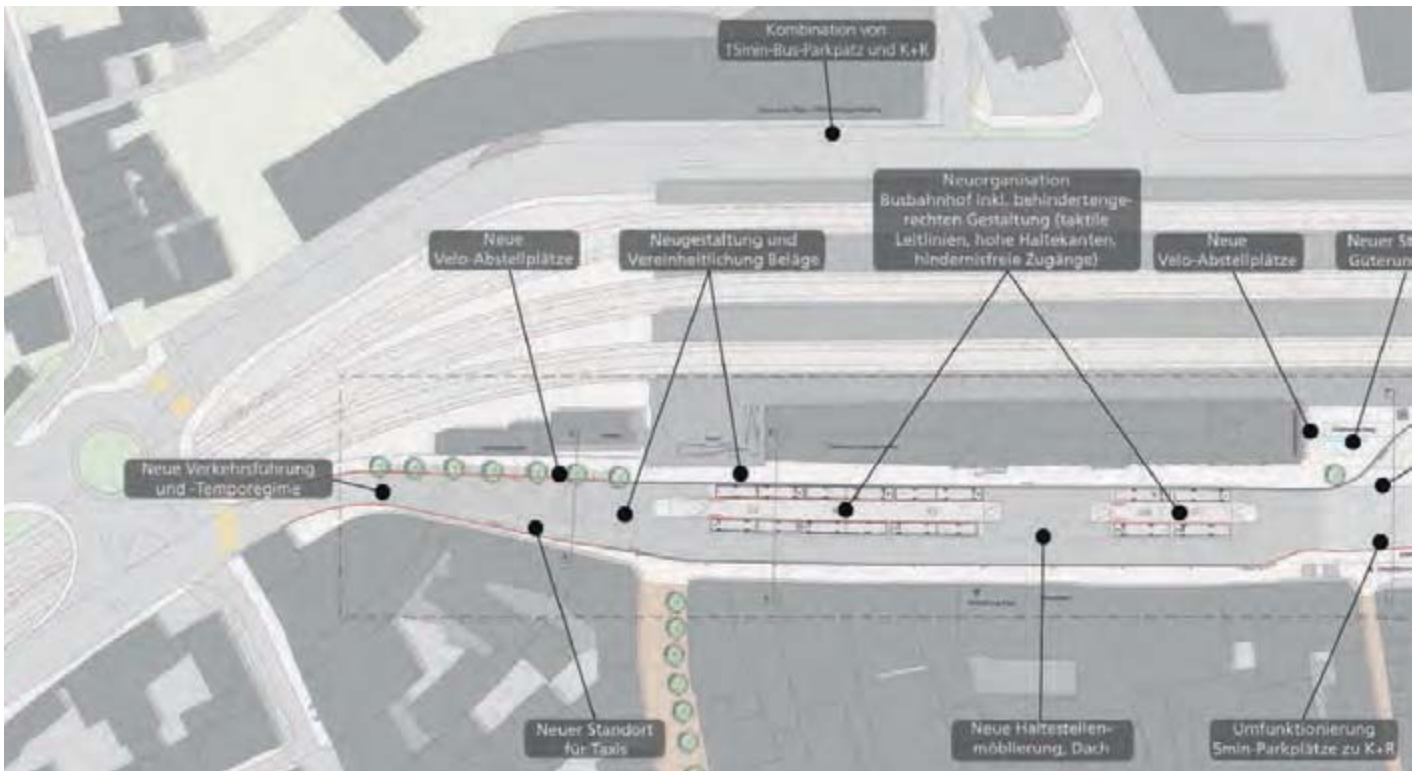 Kombination von
15min-Bus-Parkpatz und K+R
Neuorganisation
Busbahnhof inkl. behindertenge-
rechten Gestaltung (taktile
Leitlinien, hohe Haltekanten,
hindernisfreie Zugänge)
Neue
Velo-Abstellplätze
Neugestaltung und
Vereinheitlichung Beläge
Neue
Velo-Abstellplätze
Neuer St
Güterum
Neue Verkehrsführung
und -Temporegime
Neuer Standort
für Taxis
Neue Haltestellen-
möblierung, Dach
Umfunktionierung
5min-Parkplätze zu K+R